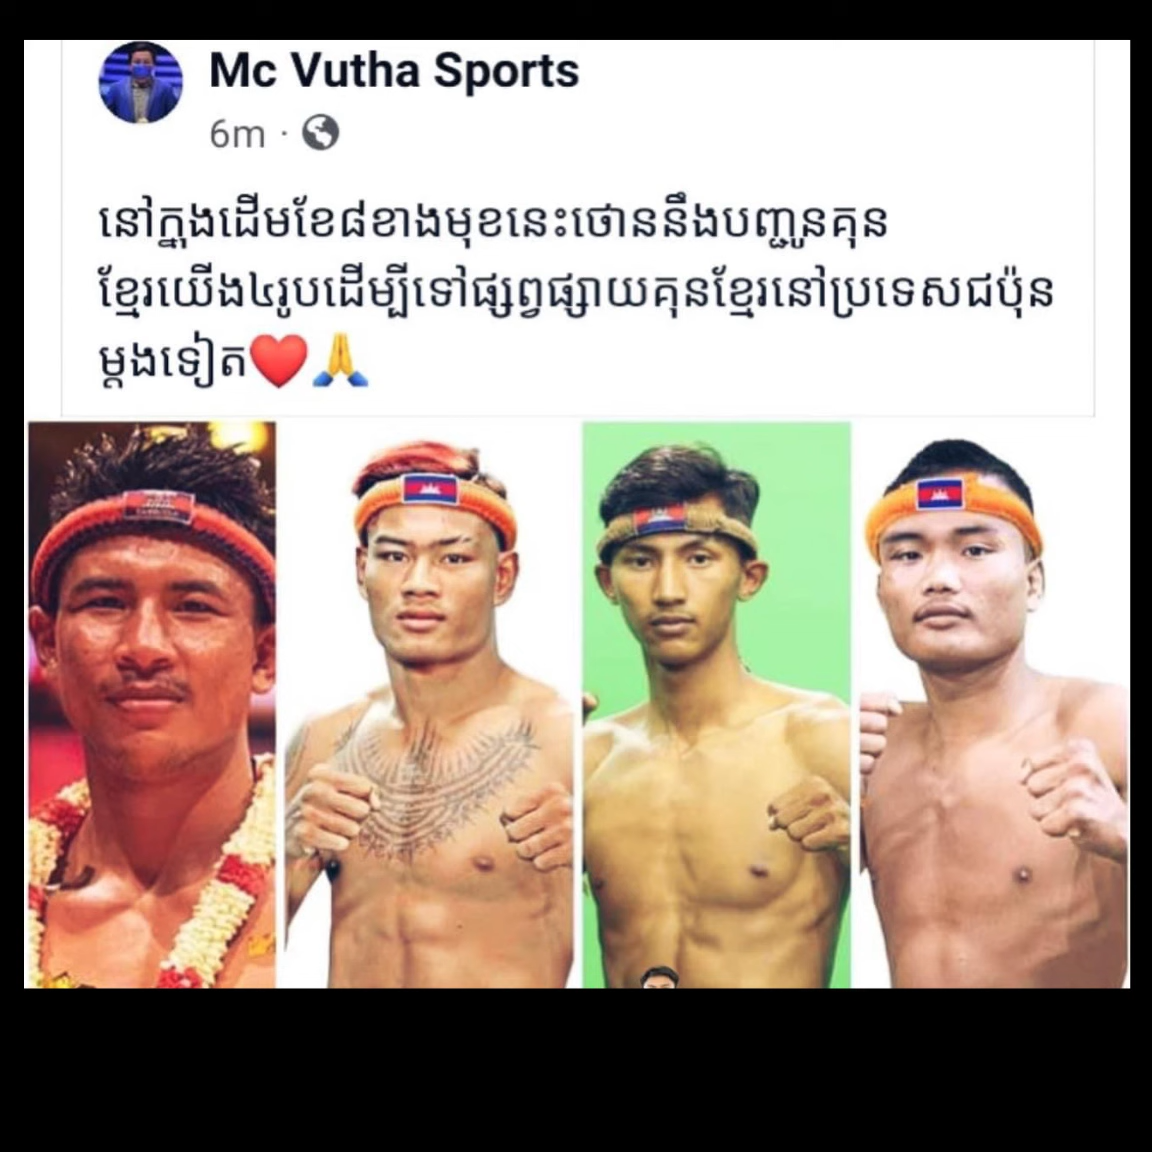 Mc Vutha Sports
6m ·
នៅក្នុងដើមខែ៨ខាងមុខនេះថោននឹងបញ្ជូនគុន
ខ្មែរយើង៤រូបដើម្បីទៅផ្សព្វផ្សាយគុនខ្មែរនៅប្រទេសជប៉ុន
ម្ដងទៀត❤️🙏